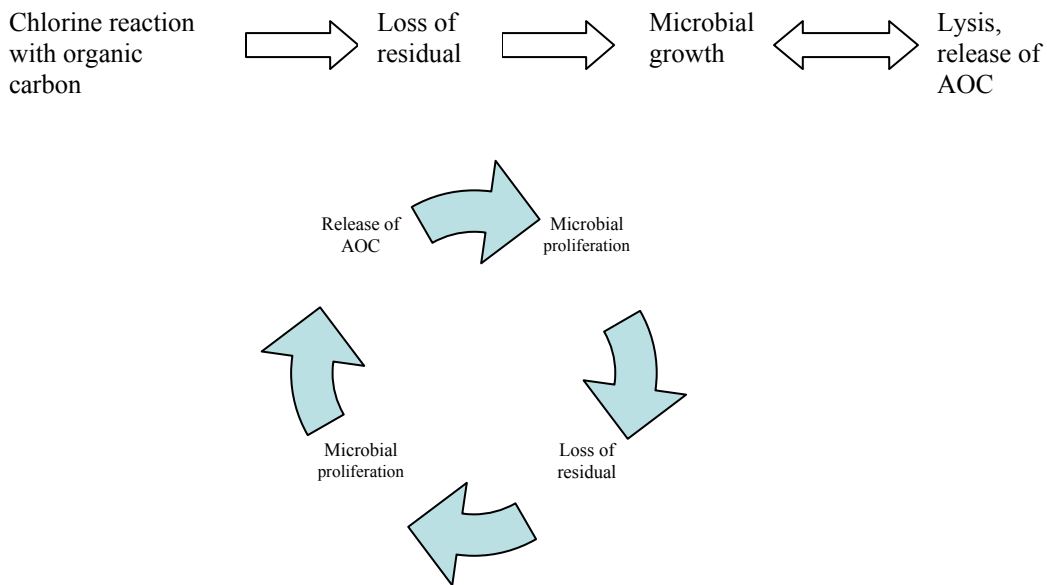 Chlorine reaction
with organic
carbon
Loss of
residual
Microbial
growth
Lysis,
release of
AOC
Release of
AOC
Microbial
proliferation
Loss of
residual
Microbial
proliferation